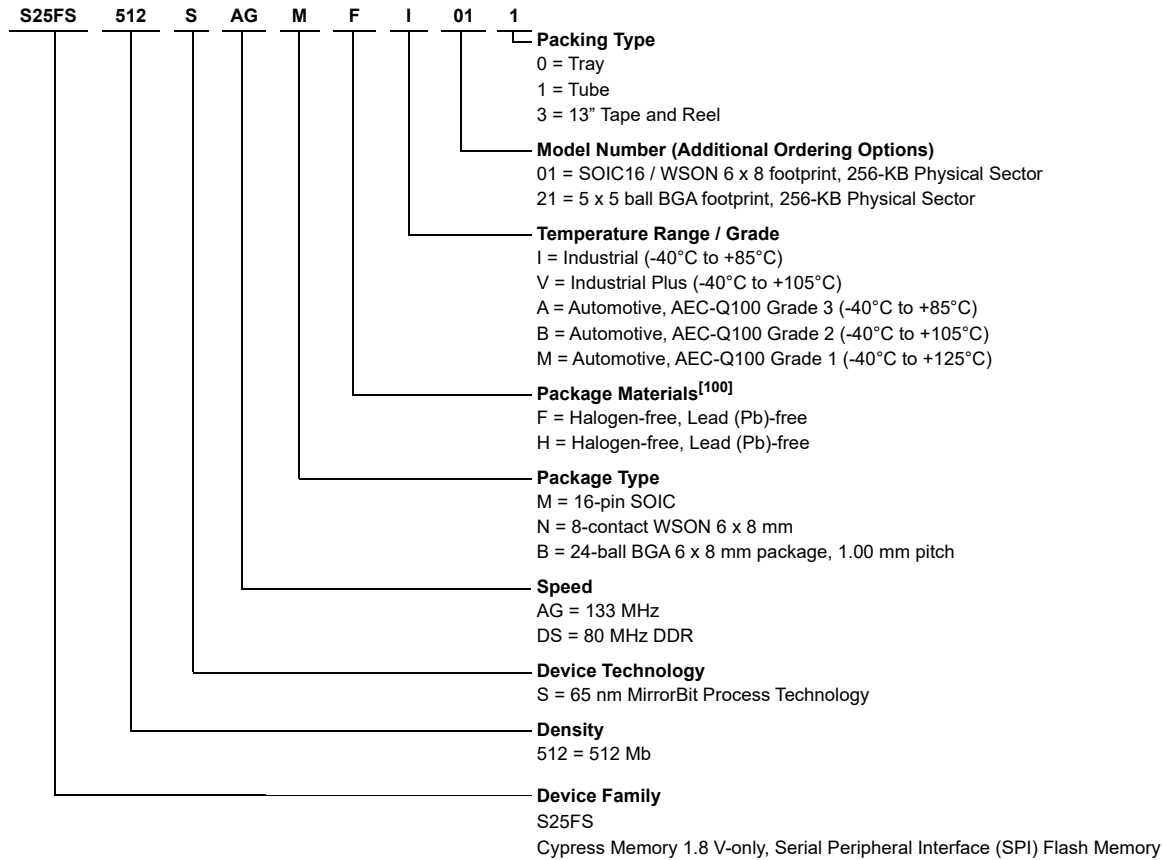 S25FS 512 S AG M F I 01 1
Packing Type
0 = Tray
1 = Tube
3 = 13” Tape and Reel
Model Number (Additional Ordering Options)
01 = SOIC16 / WSON 6 x 8 footprint, 256-KB Physical Sector
21 = 5 x 5 ball BGA footprint, 256-KB Physical Sector
Temperature Range / Grade
I = Industrial (-40°C to +85°C)
V = Industrial Plus (-40°C to +105°C)
A = Automotive, AEC-Q100 Grade 3 (-40°C to +85°C)
B = Automotive, AEC-Q100 Grade 2 (-40°C to +105°C)
M = Automotive, AEC-Q100 Grade 1 (-40°C to +125°C)
Package Materials[100]
F = Halogen-free, Lead (Pb)-free
H = Halogen-free, Lead (Pb)-free
Package Type
M = 16-pin SOIC
N = 8-contact WSON 6 x 8 mm
B = 24-ball BGA 6 x 8 mm package, 1.00 mm pitch
Speed
AG = 133 MHz
DS = 80 MHz DDR
Device Technology
S = 65 nm MirrorBit Process Technology
Density
512 = 512 Mb
Device Family
S25FS
Cypress Memory 1.8 V-only, Serial Peripheral Interface (SPI) Flash Memory